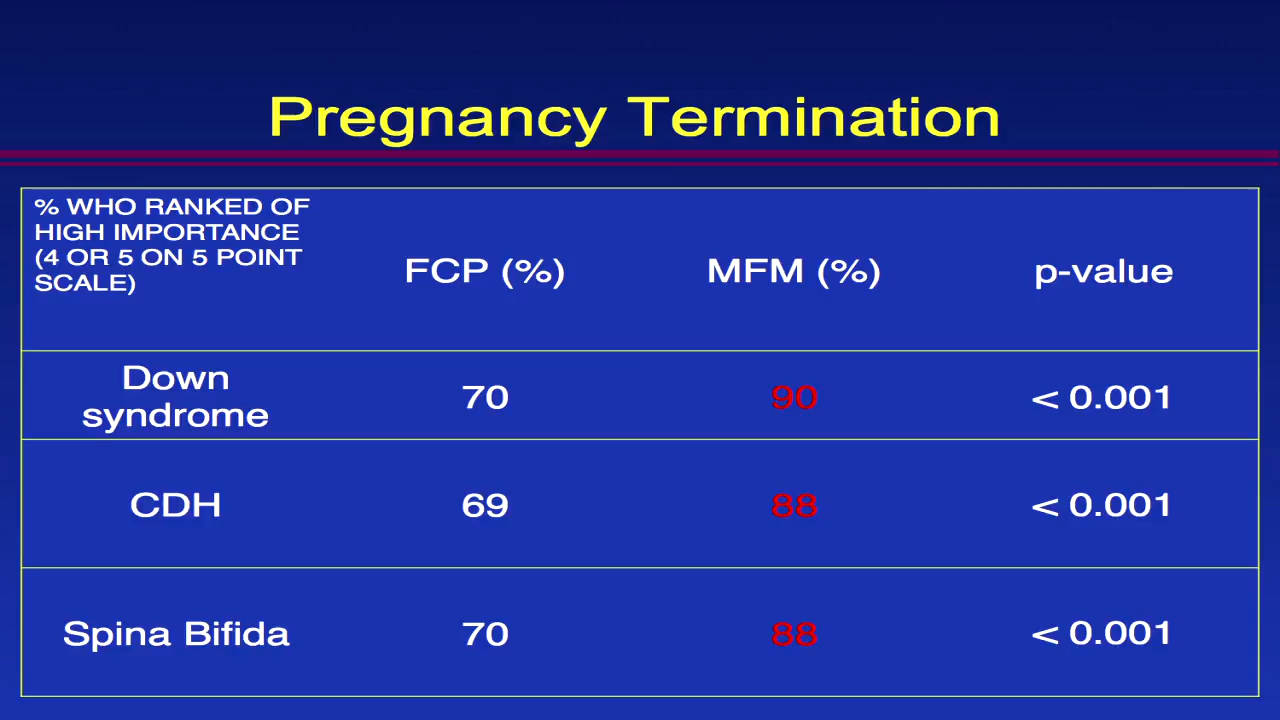 Pregnancy Termination
% WHO RANKED OF
HIGH IMPORTANCE
(4 OR 5 ON 5 POINT
SCALE)
FCP (%)
MFM (%)
p-value
Down
syndrome
70
90
< 0.001
CDH
69
88
< 0.001
Spina Bifida
70
88
< 0.001